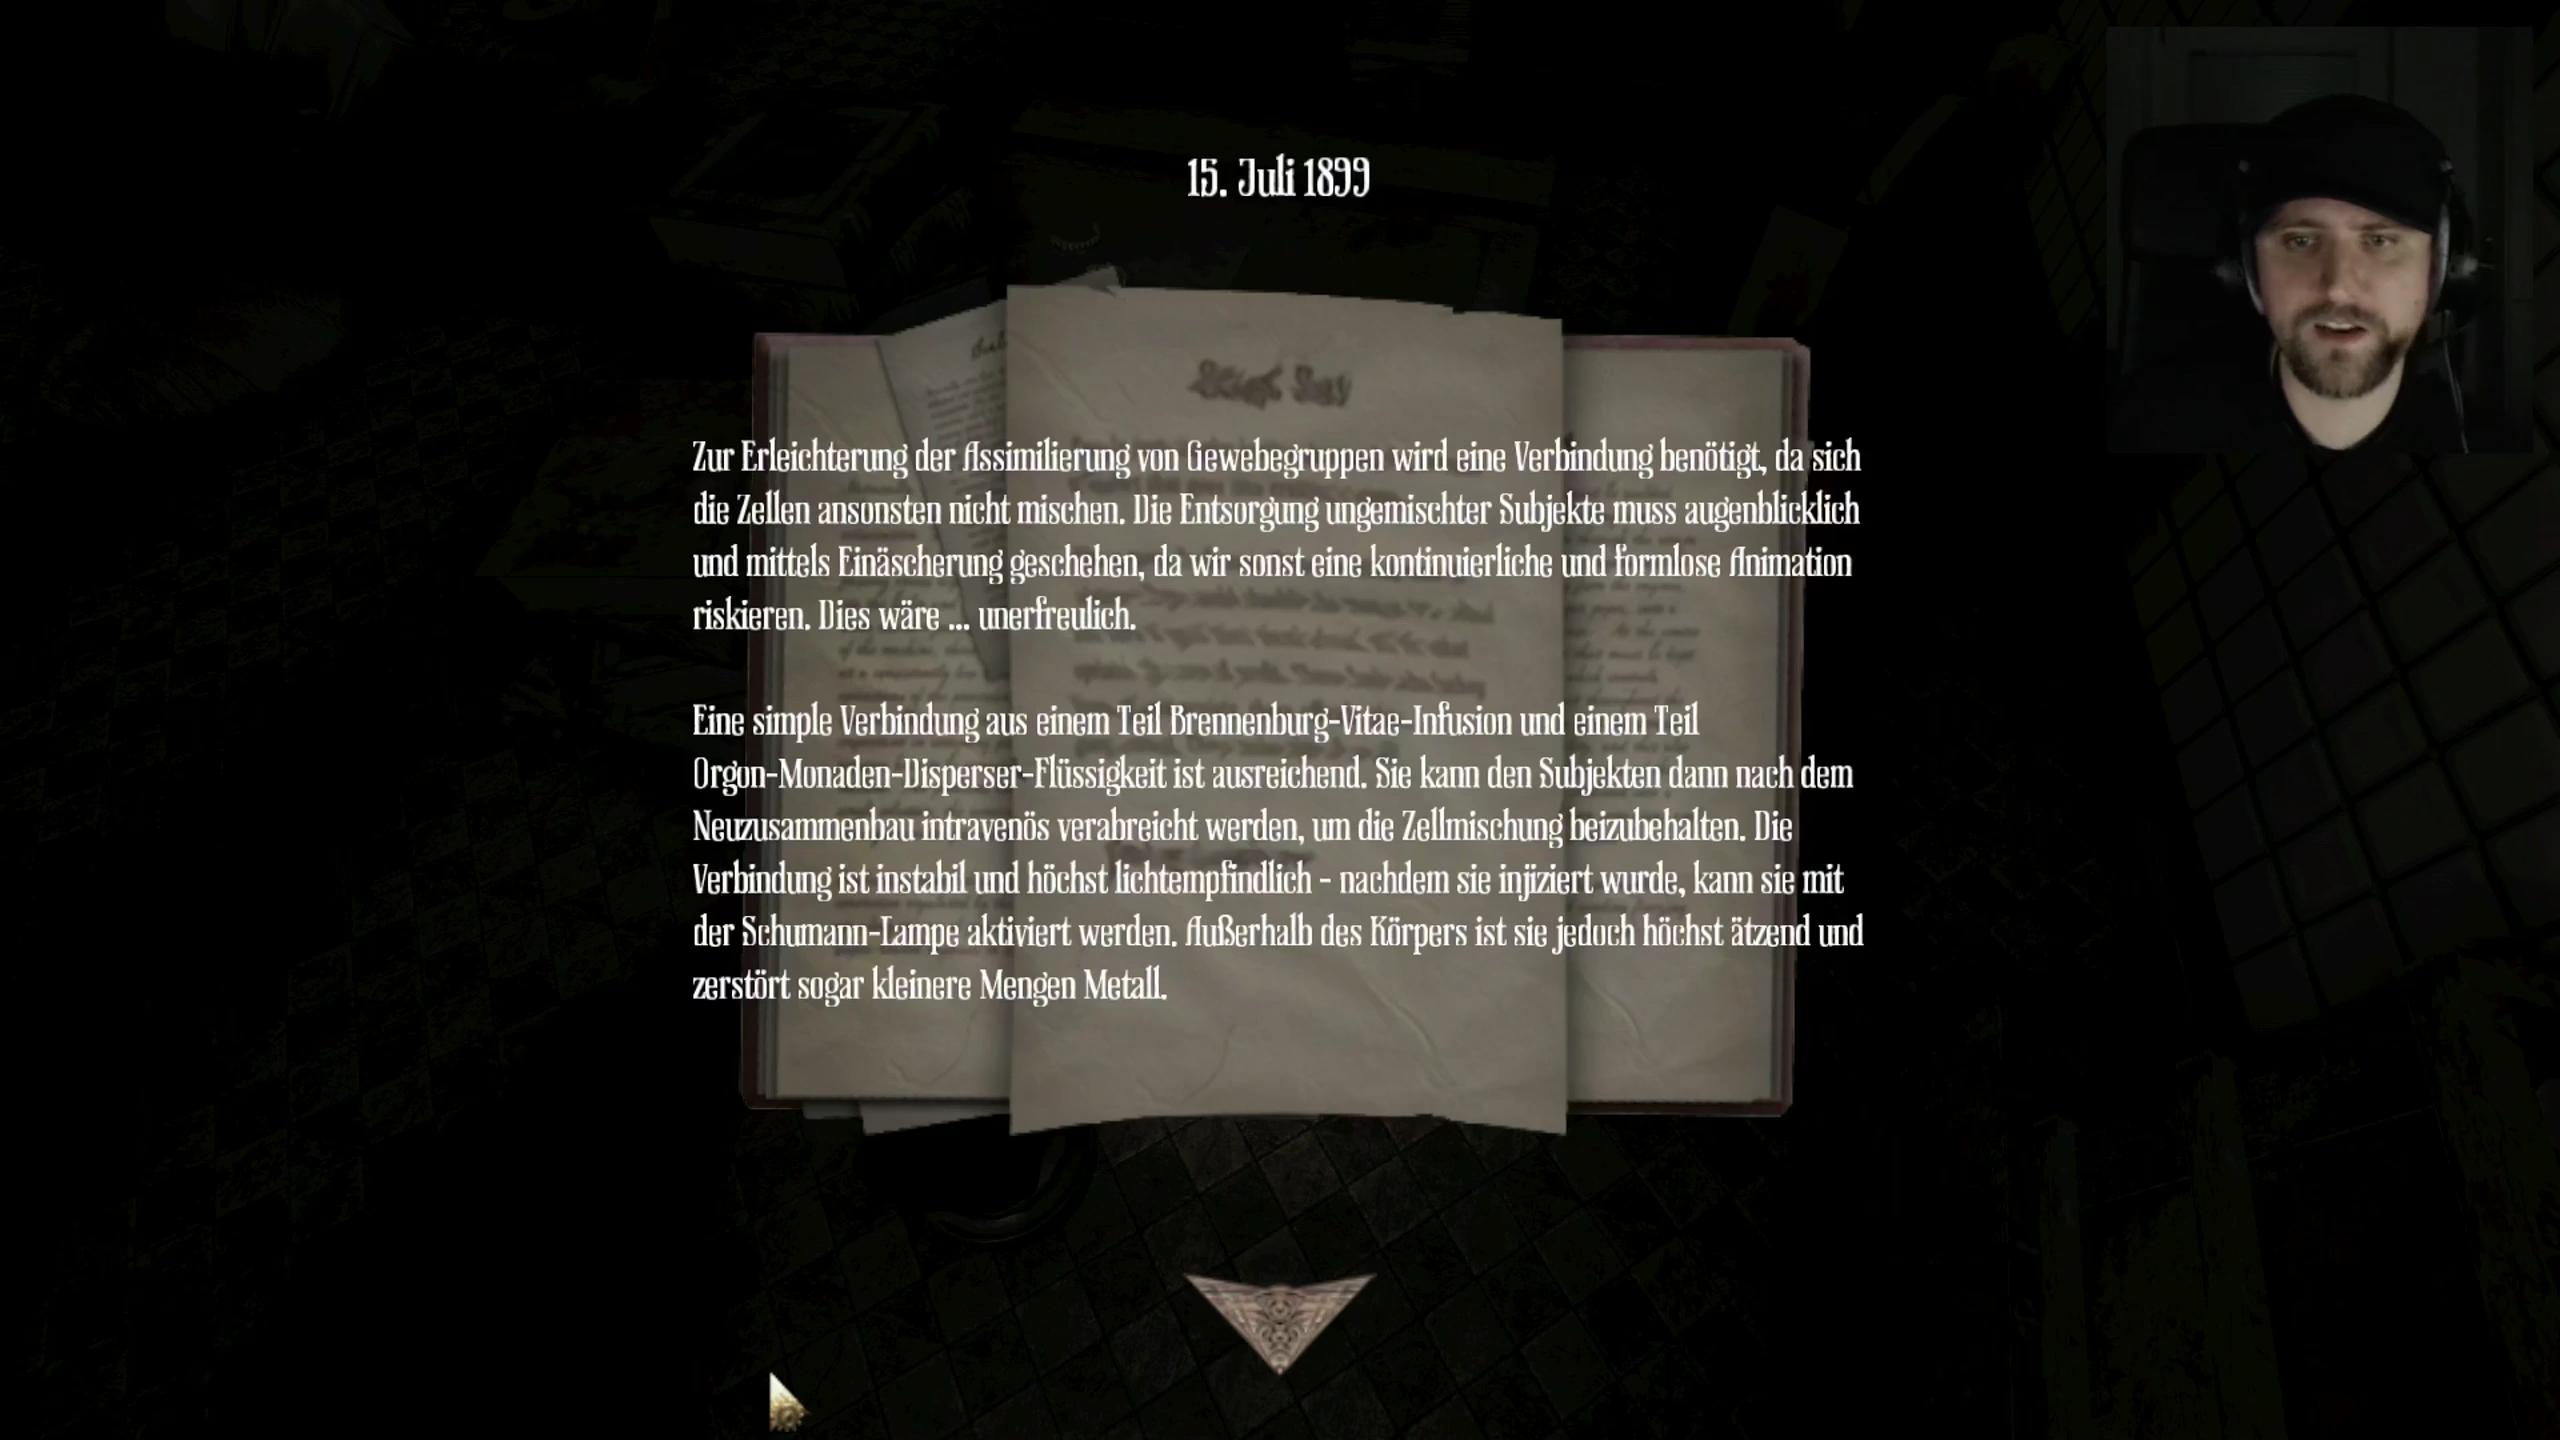 15. Juli 1899
Zur Erleichterung der Assimilierung von Gewebegruppen wird eine Verbindung benötigt, da sich
die Zellen ansonsten nicht mischen. Die Entsorgung ungemischter Subjekte muss augenblicklich
und mittels Einäscherung geschehen, da wir sonst eine kontinuierliche und formlose Animation
riskieren. Dies wäre ... unerfreulich.
Eine simple Verbindung aus einem Teil Brennenburg-Vitae-Infusion und einem Teil
Orgon-Monaden-Disperser-Flüssigkeit ist ausreichend. Sie kann den Subjekten dann nach dem
Neuzusammenbau intravenös verabreicht werden, um die Zellmischung beizubehalten. Die
Verbindung ist instabil und höchst lichtempfindlich - nachdem sie injiziert wurde, kann sie mit
der Schumann-Lampe aktiviert werden. Außerhalb des Körpers ist sie jedoch höchst ätzend und
zerstört sogar kleinere Mengen Metall.